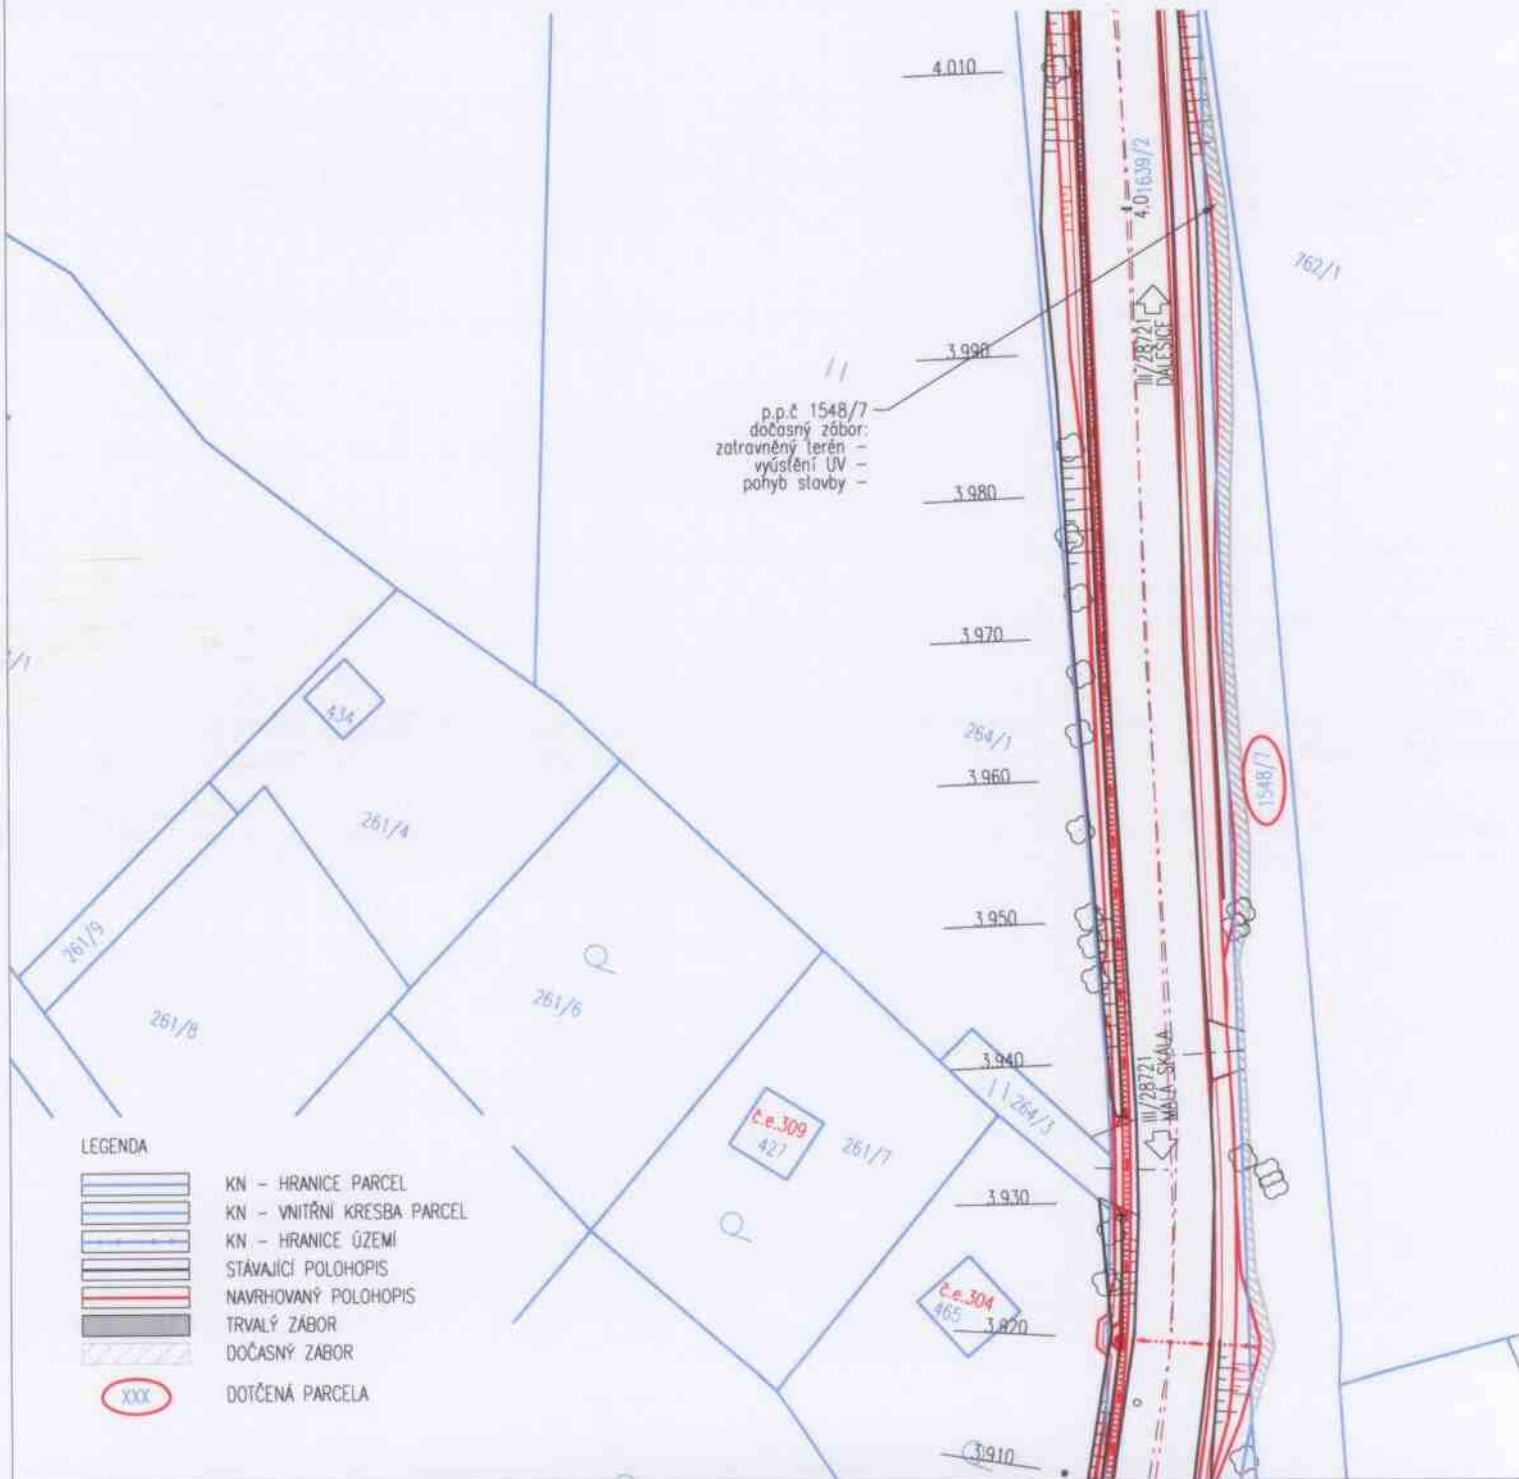 4.010
4.0
1639/2
762/1
III/28721
DALEŠICE
3.990
p.p.č 1548/7
dočasný zábor:
zatravněný terén -
vyústění UV -
pohyb stavby -
3.980
3.970
/1
434
264/1
3.960
1548/7
261/4
3.950
261/9
261/6
261/8
3.940
III/28721
MALÁ SKÁLA
264/3
č.e.309
427
261/7
3.930
č.e.304
465
3.920
3.910
LEGENDA
KN - HRANICE PARCEL
KN - VNITŘNÍ KRESBA PARCEL
KN - HRANICE ÚZEMÍ
STÁVAJÍCÍ POLOHOPIS
NAVRHOVANÝ POLOHOPIS
TRVALÝ ZÁBOR
DOČASNÝ ZÁBOR
XXX DOTČENÁ PARCELA